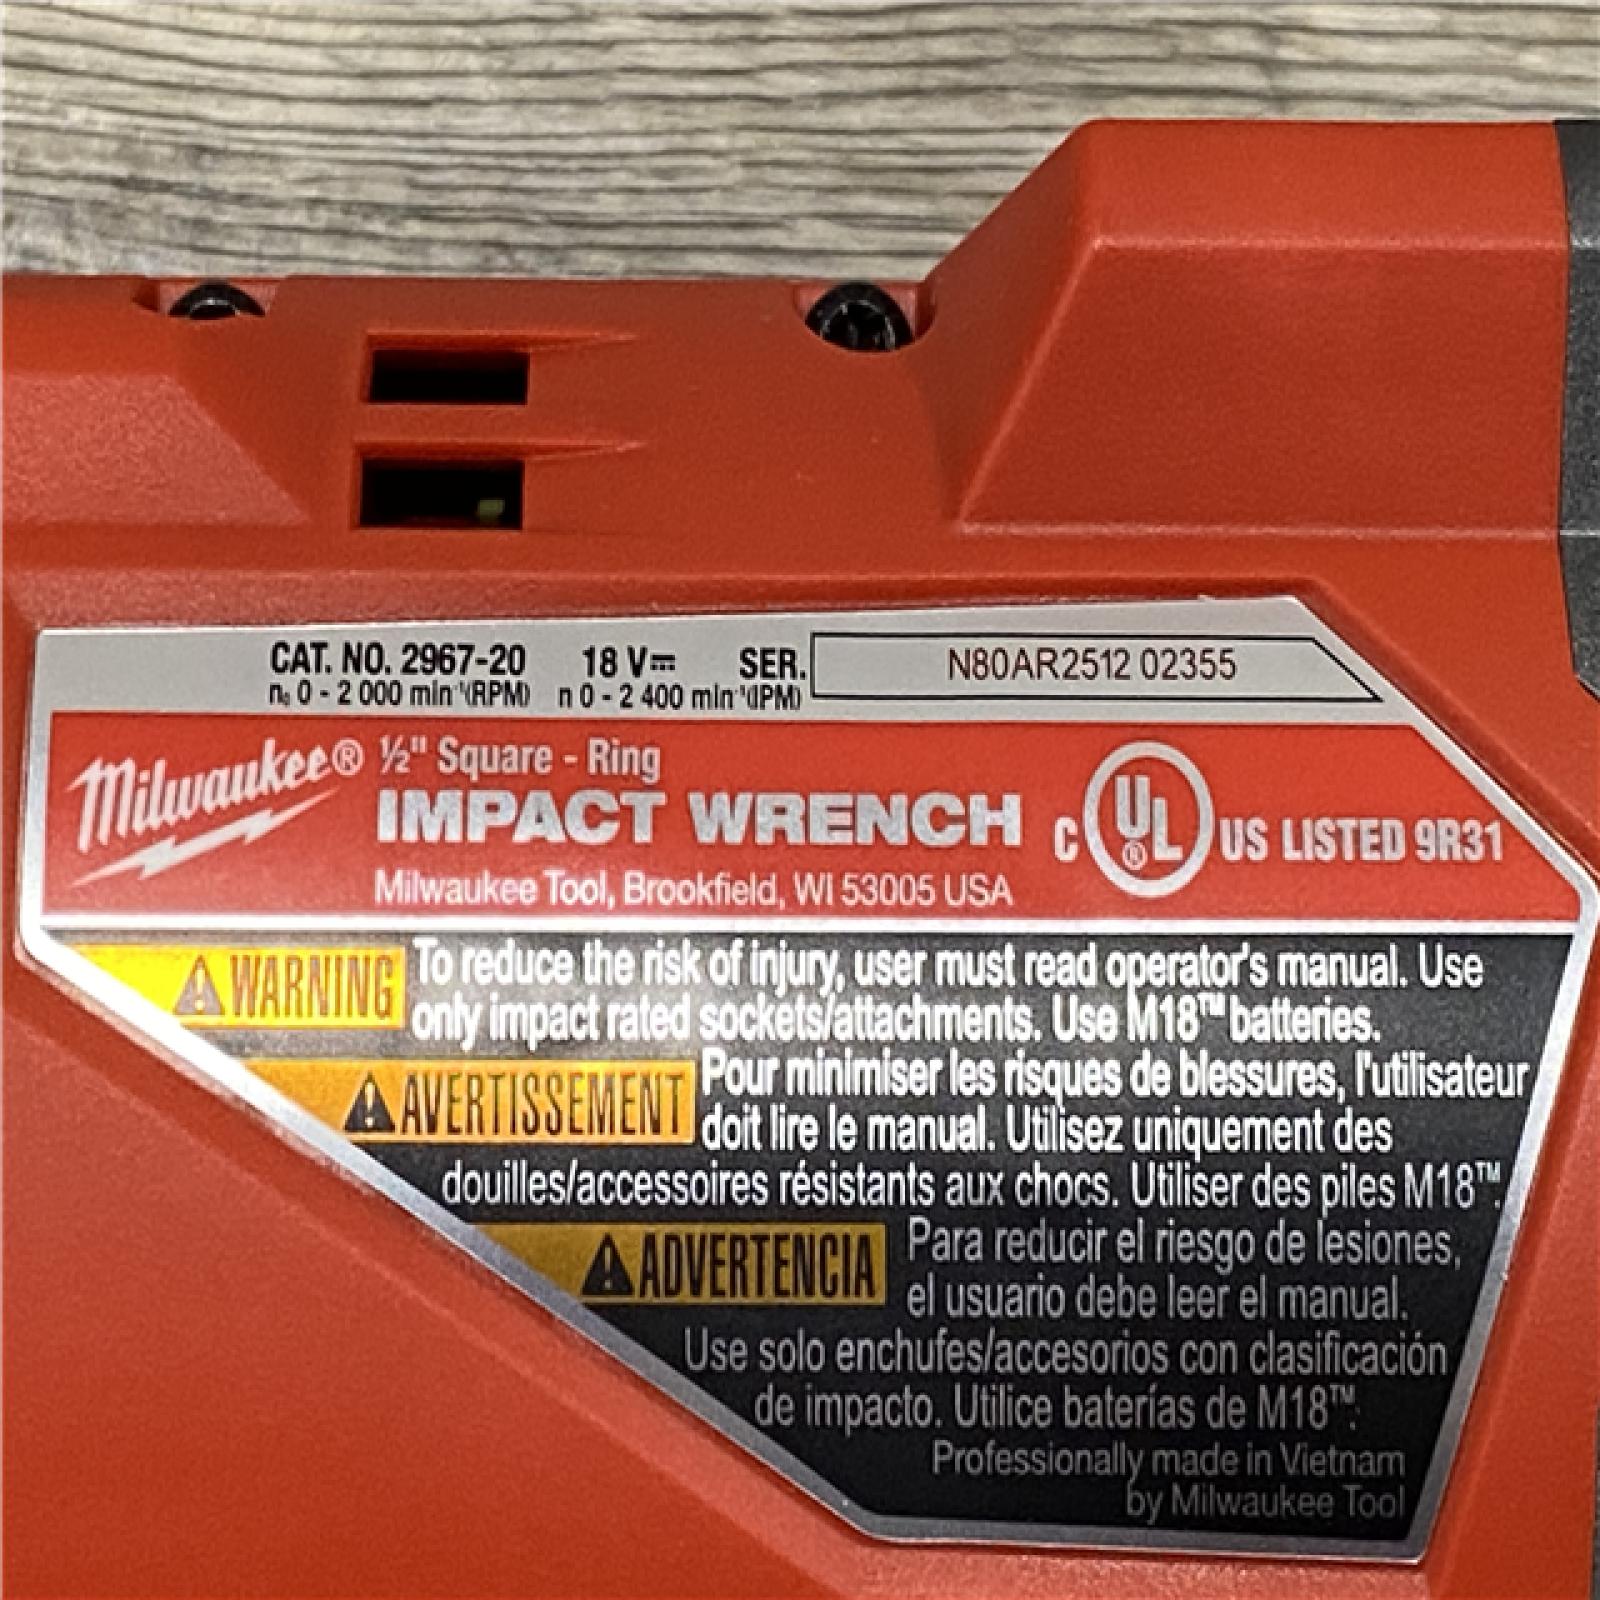 CAT. NO. 2967-20 18 V⎓ SER. N80AR2512 02355
n₀ 0 - 2 000 min⁻¹(RPM) n 0 - 2 400 min⁻¹(IPM)
Milwaukee® ½" Square - Ring
IMPACT WRENCH
C UL® US LISTED 9R31
Milwaukee Tool, Brookfield, WI 53005 USA
⚠WARNING To reduce the risk of injury, user must read operator's manual. Use
only impact rated sockets/attachments. Use M18™ batteries.
⚠AVERTISSEMENT Pour minimiser les risques de blessures, l'utilisateur
doit lire le manual. Utilisez uniquement des
douilles/accessoires résistants aux chocs. Utiliser des piles M18™.
⚠ADVERTENCIA Para reducir el riesgo de lesiones,
el usuario debe leer el manual.
Use solo enchufes/accesorios con clasificación
de impacto. Utilice baterías de M18™.
Professionally made in Vietnam
by Milwaukee Tool